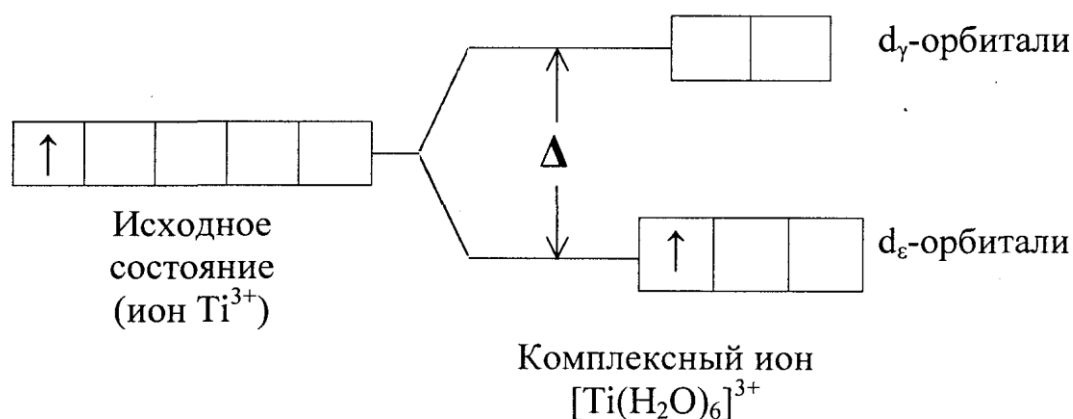 dγ-орбитали
↑
Δ
Исходное
состояние
(ион Ti³⁺)
↑
dε-орбитали
Комплексный ион
[Ti(H₂O)₆]³⁺